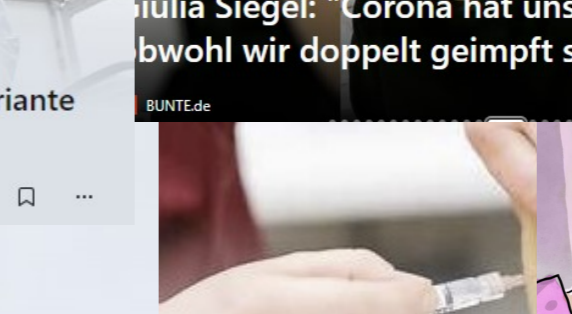 Giulia Siegel: "Corona hat uns
obwohl wir doppelt geimpft s
BUNTE.de
riante